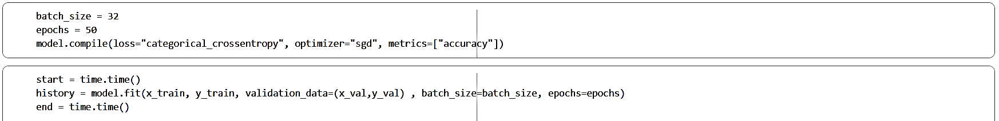 batch_size = 32
epochs = 50
model.compile(loss="categorical_crossentropy", optimizer="sgd", metrics=["accuracy"])
start = time.time()
history = model.fit(x_train, y_train, validation_data=(x_val,y_val) , batch_size=batch_size, epochs=epochs)
end = time.time()